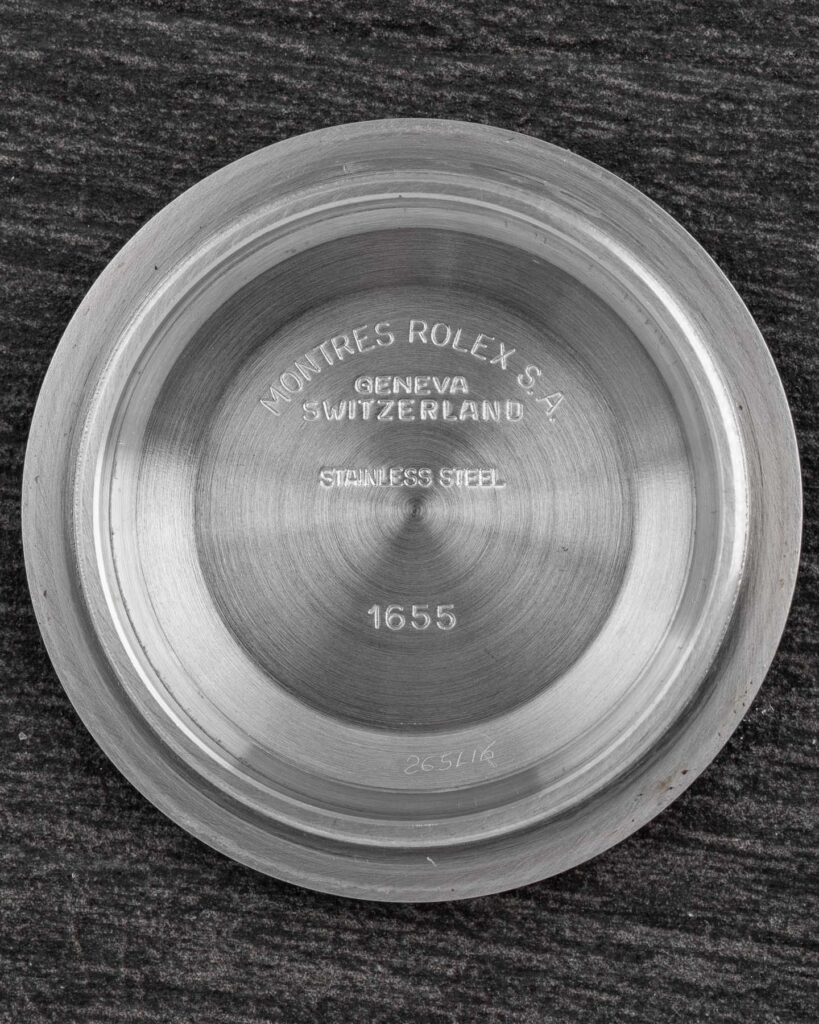 MONTRES ROLEX S.A.
GENEVA
SWITZERLAND
STAINLESS STEEL
1655
265L16